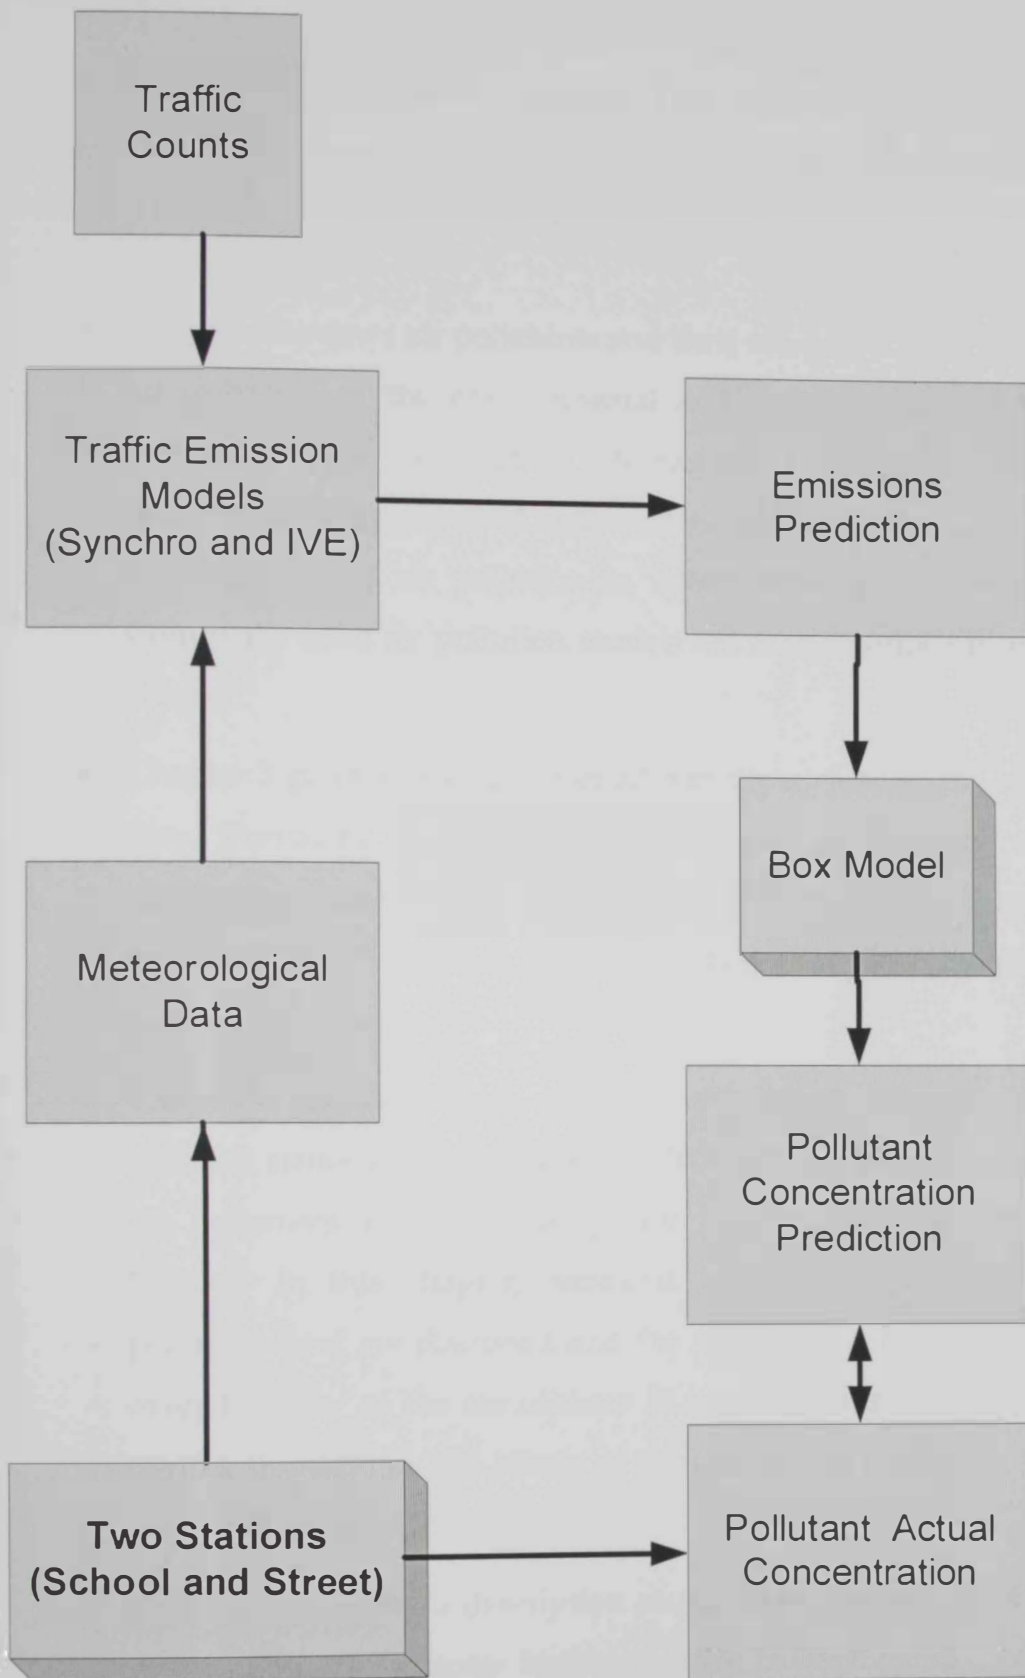 Traffic
Counts
Traffic Emission
Models
(Synchro and IVE)
Emissions
Prediction
Box Model
Meteorological
Data
Pollutant
Concentration
Prediction
Two Stations
(School and Street)
Pollutant Actual
Concentration